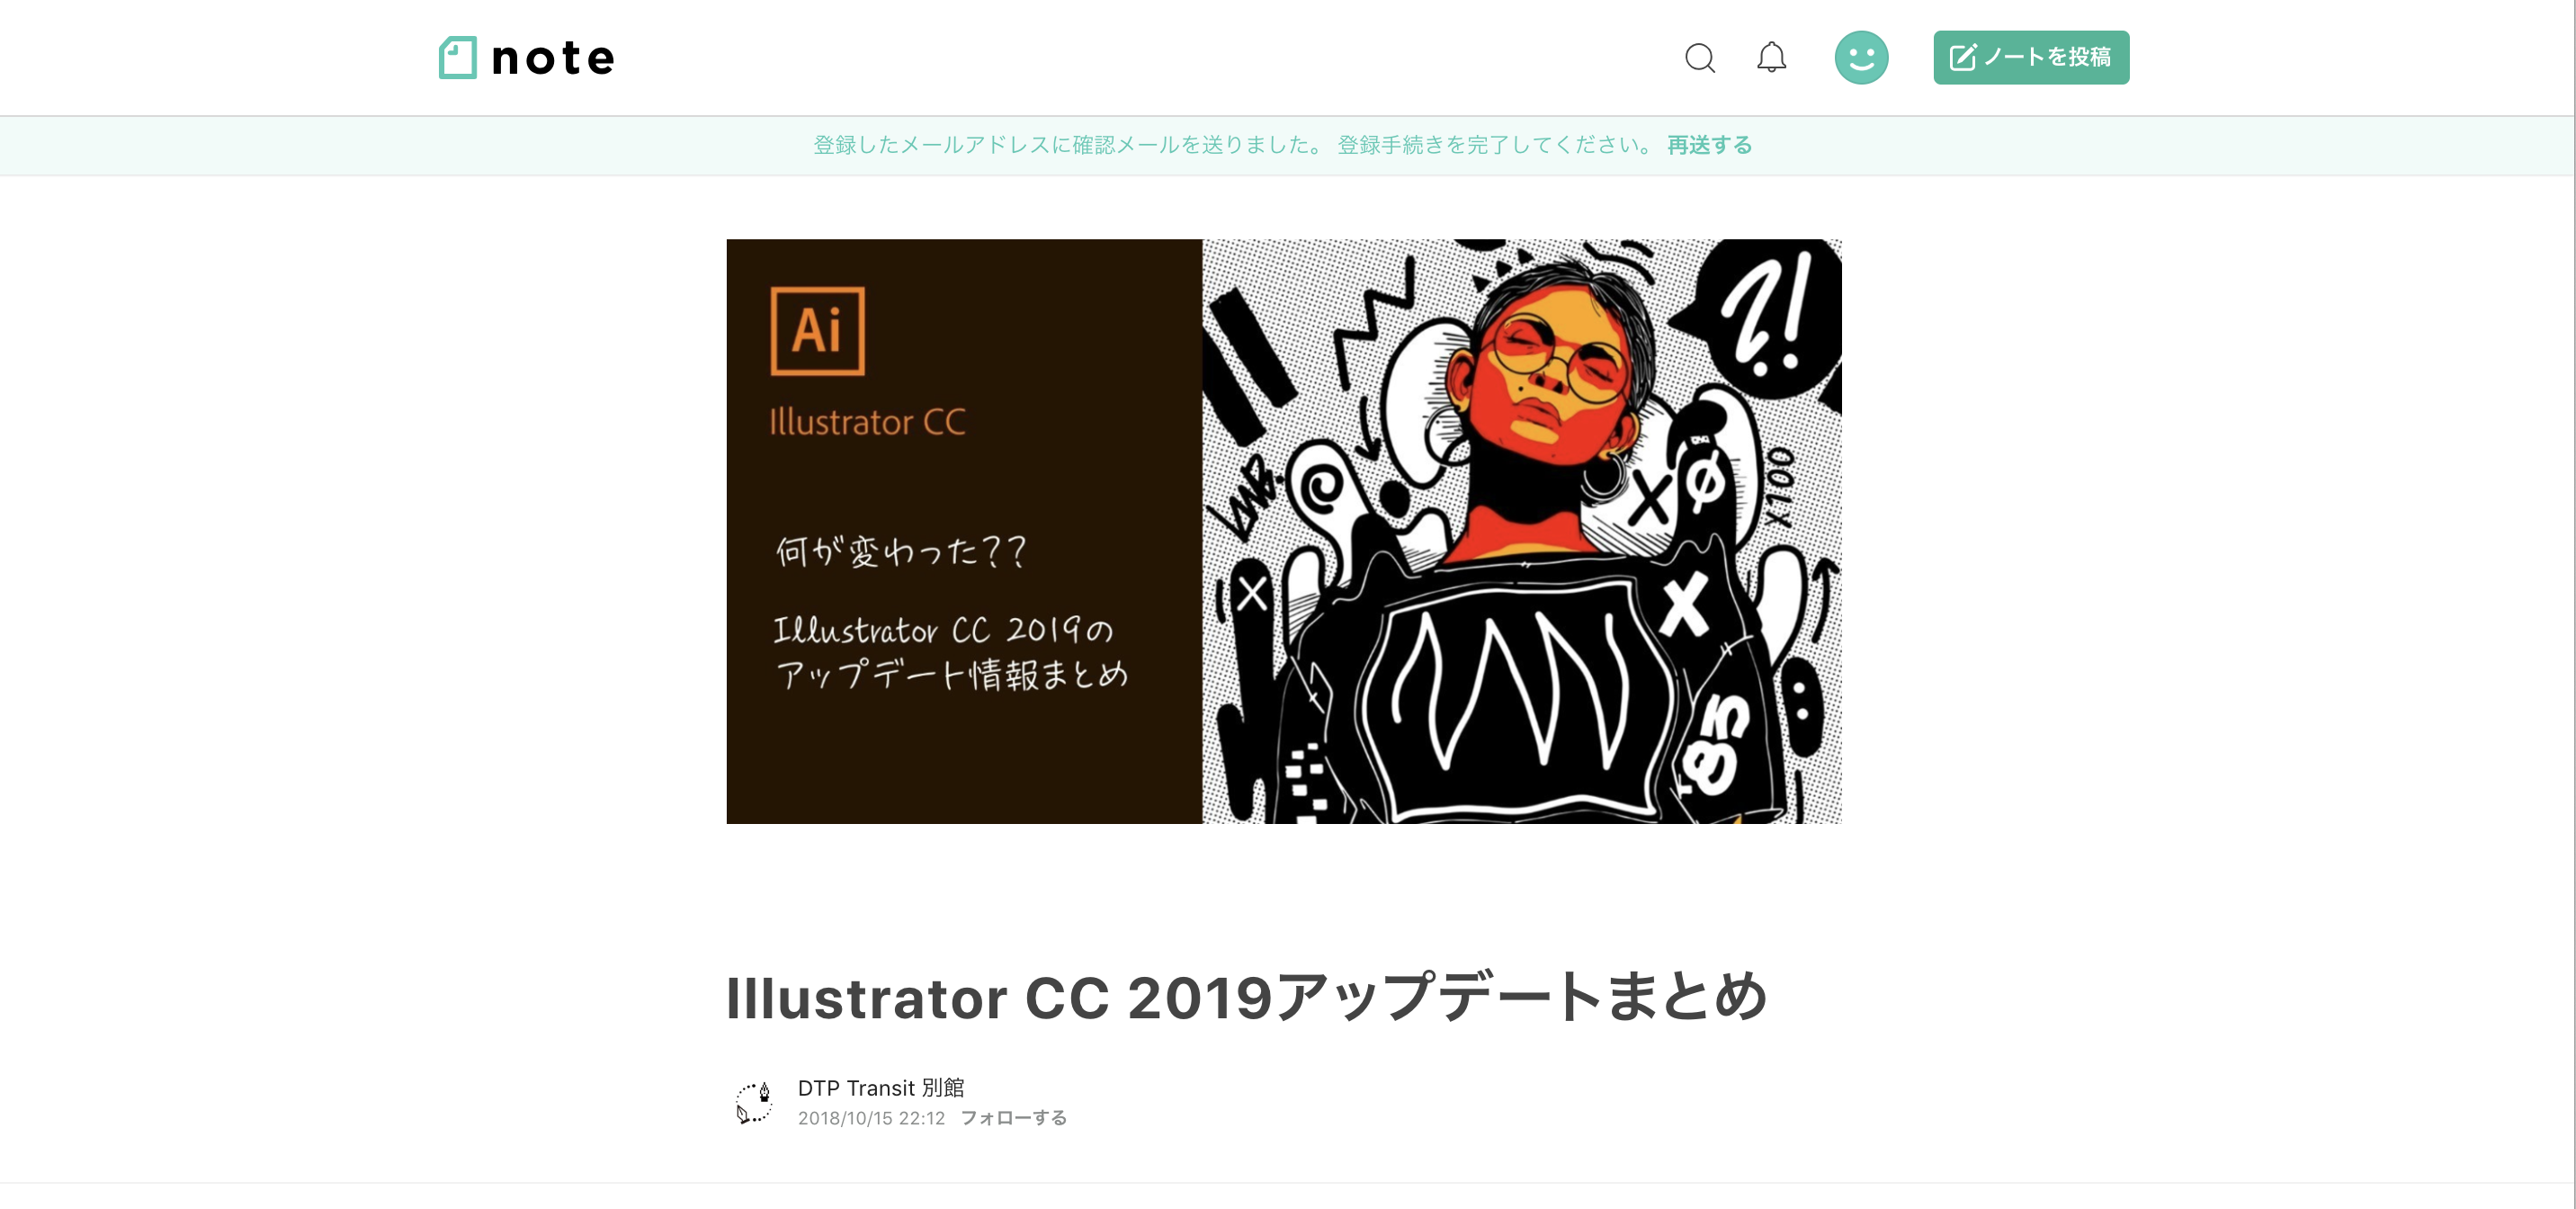 note
ノートを投稿
登録したメールアドレスに確認メールを送りました。 登録手続きを完了してください。 再送する
Ai
Illustrator CC
何が変わった??
Illustrator CC 2019の
アップデート情報まとめ
?!
X
X
Ø
001X
X
'85
Illustrator CC 2019アップデートまとめ
DTP Transit 別館
2018/10/15 22:12 フォローする